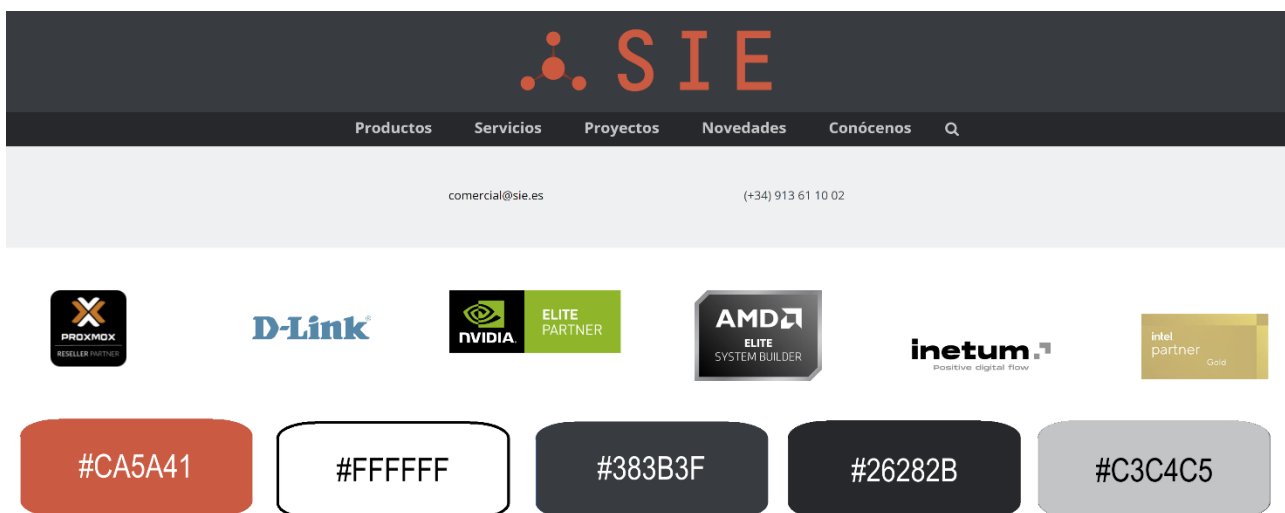 SIE
Productos Servicios Proyectos Novedades Conócenos
comercial@sie.es (+34) 913 61 10 02
PROXMOX
RESELLER PARTNER
D-Link®
NVIDIA.
ELITE
PARTNER
AMD
ELITE
SYSTEM BUILDER
inetum.
Positive digital flow
intel
partner
Gold
#CA5A41 #FFFFFF #383B3F #26282B #C3C4C5